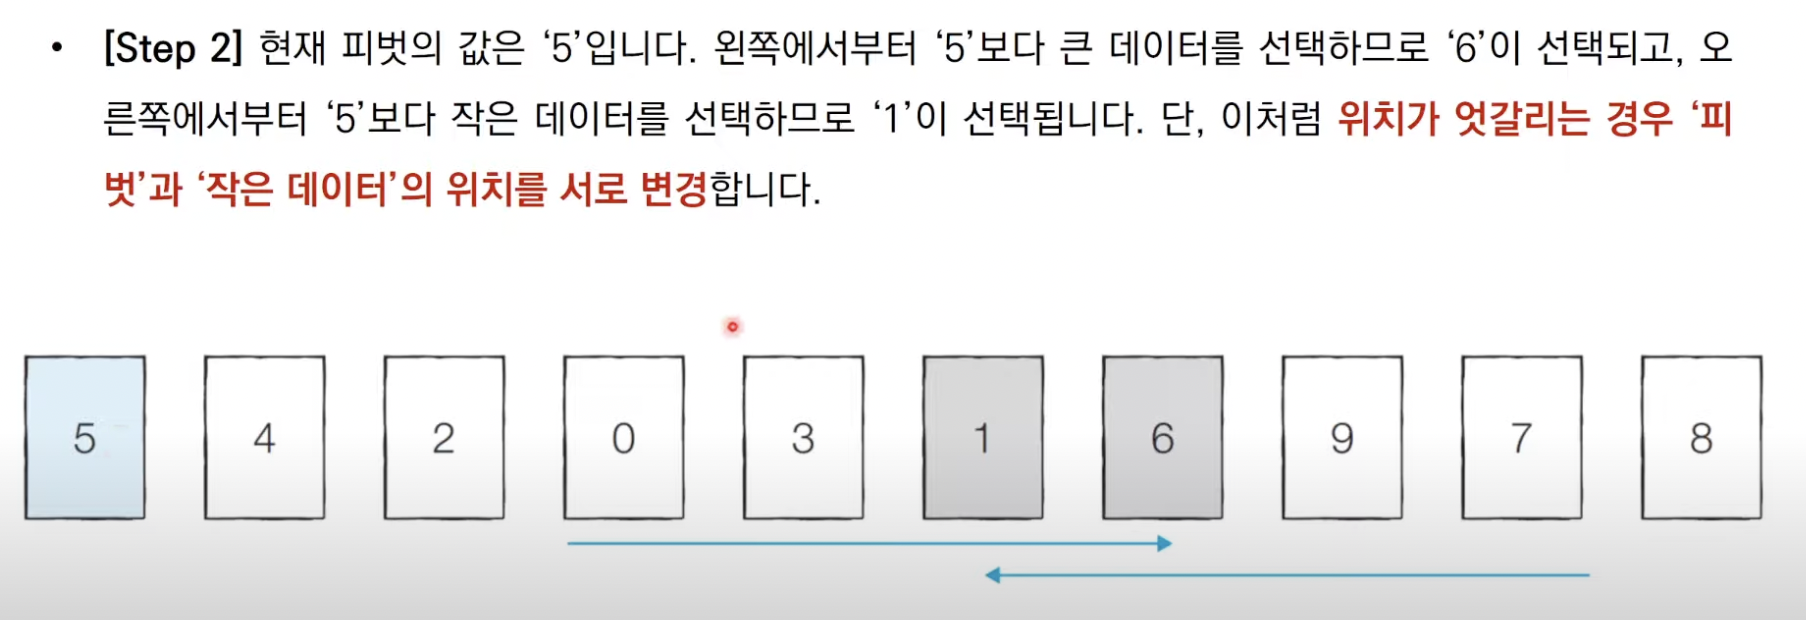 • [Step 2] 현재 피벗의 값은 ‘5’입니다. 왼쪽에서부터 ‘5’보다 큰 데이터를 선택하므로 ‘6’이 선택되고, 오
른쪽에서부터 ‘5’보다 작은 데이터를 선택하므로 ‘1’이 선택됩니다. 단, 이처럼 위치가 엇갈리는 경우 ‘피
벗’과 ‘작은 데이터’의 위치를 서로 변경합니다.
5 4 2 0 3 1 6 9 7 8